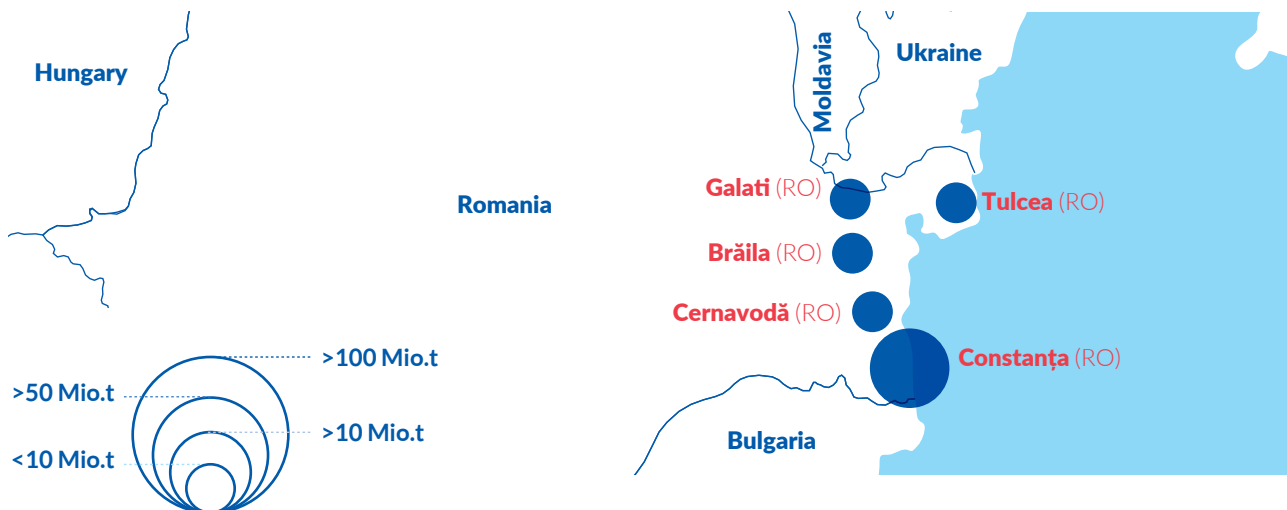 Hungary
Moldavia
Ukraine
Galati (RO)
Romania
Tulcea (RO)
Brăila (RO)
Cernavodă (RO)
>100 Mio.t
Constanța (RO)
>50 Mio.t
>10 Mio.t
Bulgaria
<10 Mio.t